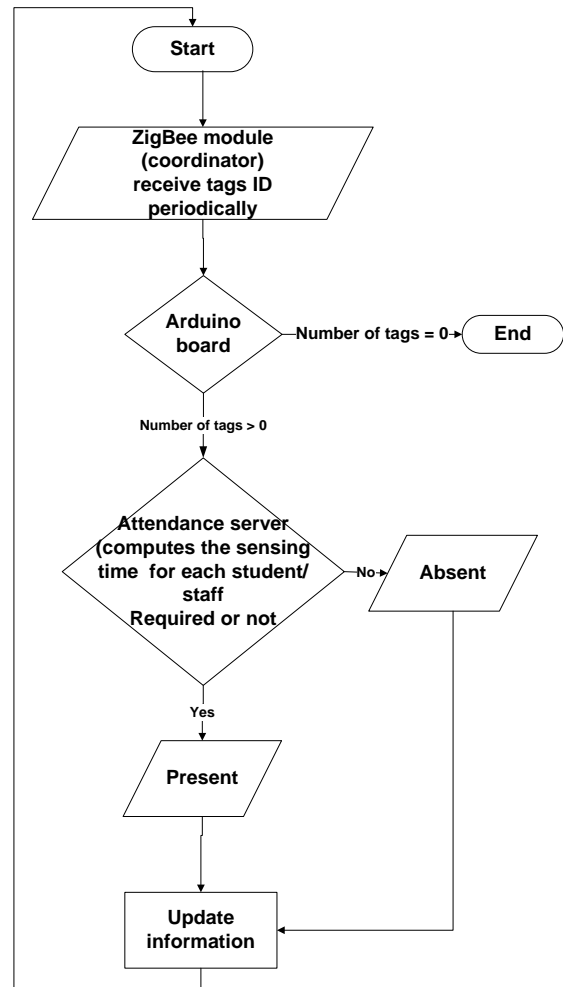 Start
ZigBee module
(coordinator)
receive tags ID
periodically
Arduino
board
Number of tags = 0
End
Number of tags > 0
Attendance server
(computes the sensing
time for each student/
staff
Required or not
No
Absent
Yes
Present
Update
information